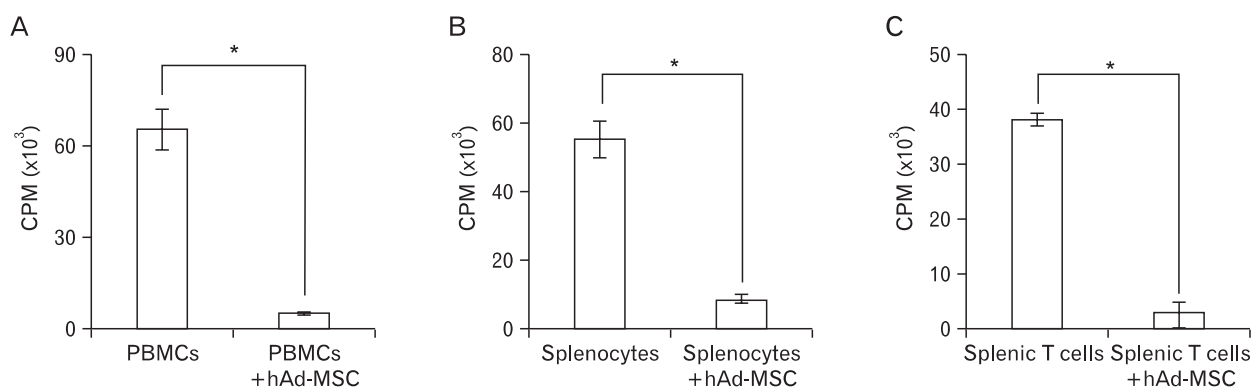 A
CPM (x10³)
90
60
30
0
*
PBMCs
PBMCs
+hAd-MSC
B
CPM (x10³)
80
60
40
20
0
*
Splenocytes
Splenocytes
+hAd-MSC
C
CPM (x10³)
50
40
30
20
10
0
*
Splenic T cells
Splenic T cells
+hAd-MSC